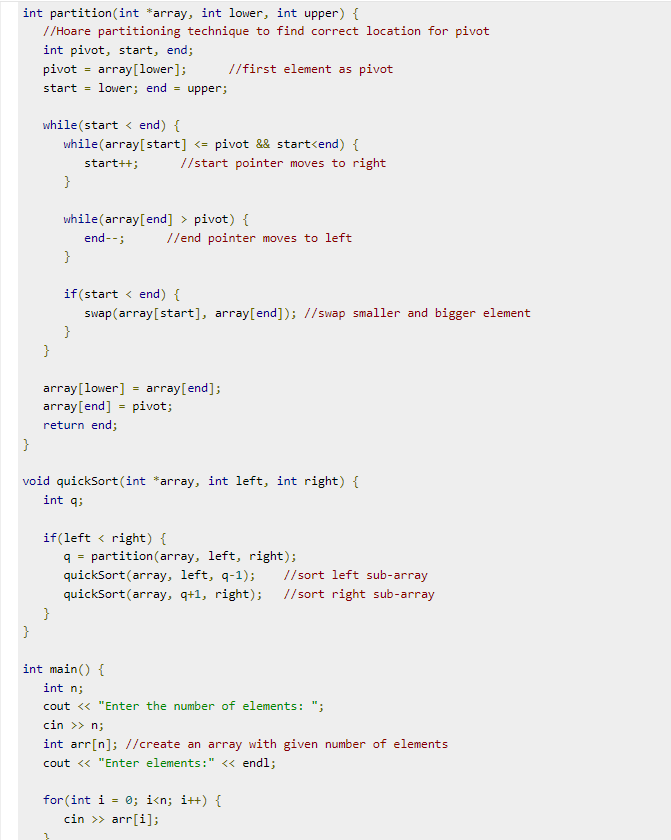 int partition(int *array, int lower, int upper) {
//Hoare partitioning technique to find correct location for pivot
int pivot, start, end;
pivot = array[lower];      //first element as pivot
start = lower; end = upper;
while(start < end) {
while(array[start] <= pivot && start<end) {
start++;      //start pointer moves to right
}
while(array[end] > pivot) {
end--;      //end pointer moves to left
}
if(start < end) {
swap(array[start], array[end]); //swap smaller and bigger element
}
}
array[lower] = array[end];
array[end] = pivot;
return end;
}
void quickSort(int *array, int left, int right) {
int q;
if(left < right) {
q = partition(array, left, right);
quickSort(array, left, q-1);    //sort left sub-array
quickSort(array, q+1, right);   //sort right sub-array
}
}
int main() {
int n;
cout << "Enter the number of elements: ";
cin >> n;
int arr[n]; //create an array with given number of elements
cout << "Enter elements:" << endl;
for(int i = 0; i<n; i++) {
cin >> arr[i];
}